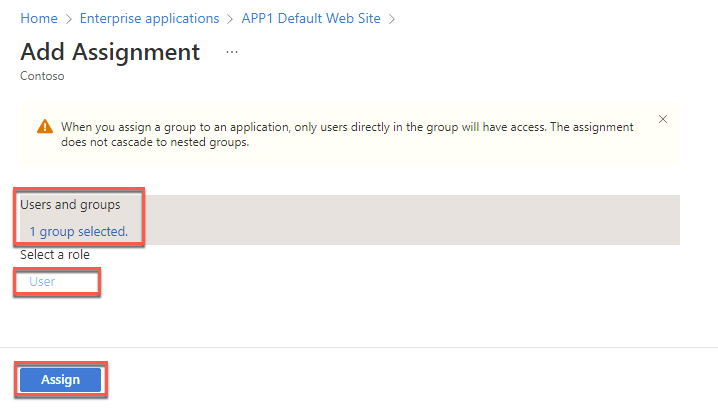 Home > Enterprise applications > APP1 Default Web Site >
Add Assignment ...
Contoso
When you assign a group to an application, only users directly in the group will have access. The assignment
does not cascade to nested groups.
Users and groups
1 group selected.
Select a role
User
Assign